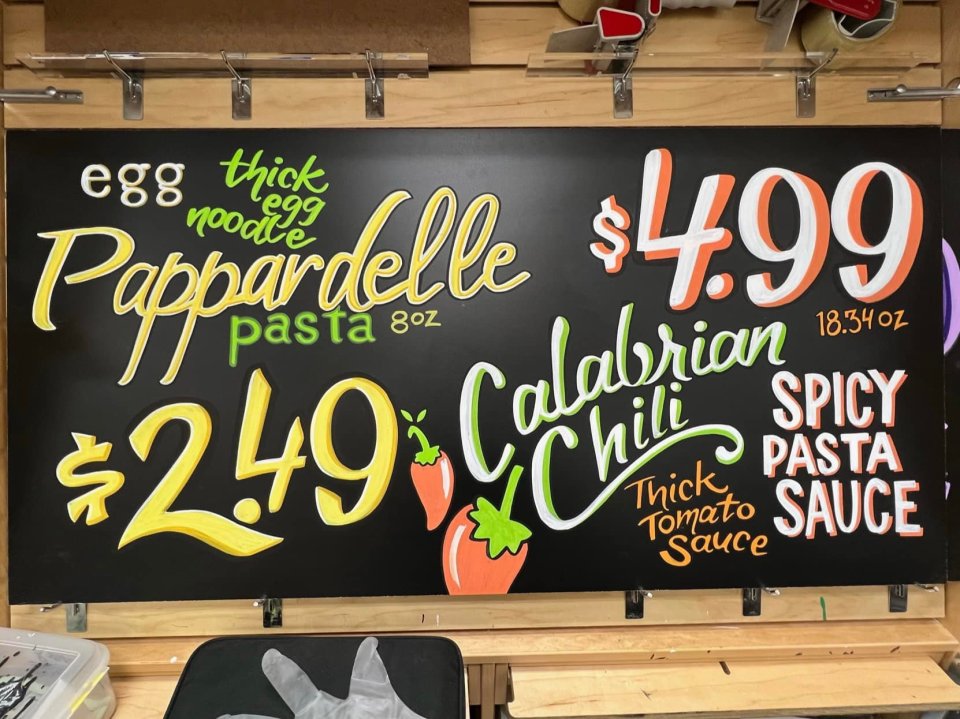 egg
thick
egg
noodle
Pappardelle
pasta 8oz
$2.49
$4.99
18.34 oz
Calabrian
Chili
SPICY
PASTA
SAUCE
Thick
Tomato
Sauce